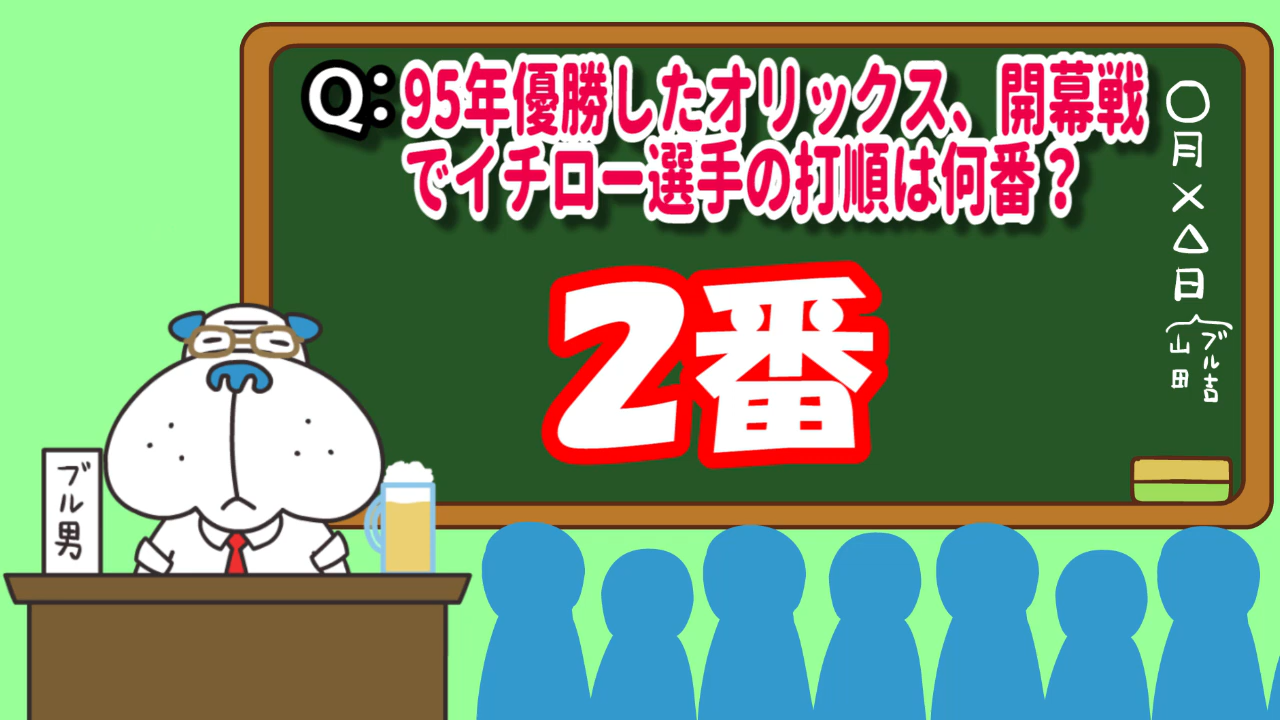 Q:95年優勝したオリックス、開幕戦
でイチロー選手の打順は何番？
2番
〇月×△日
ブル吉
山田
ブル男